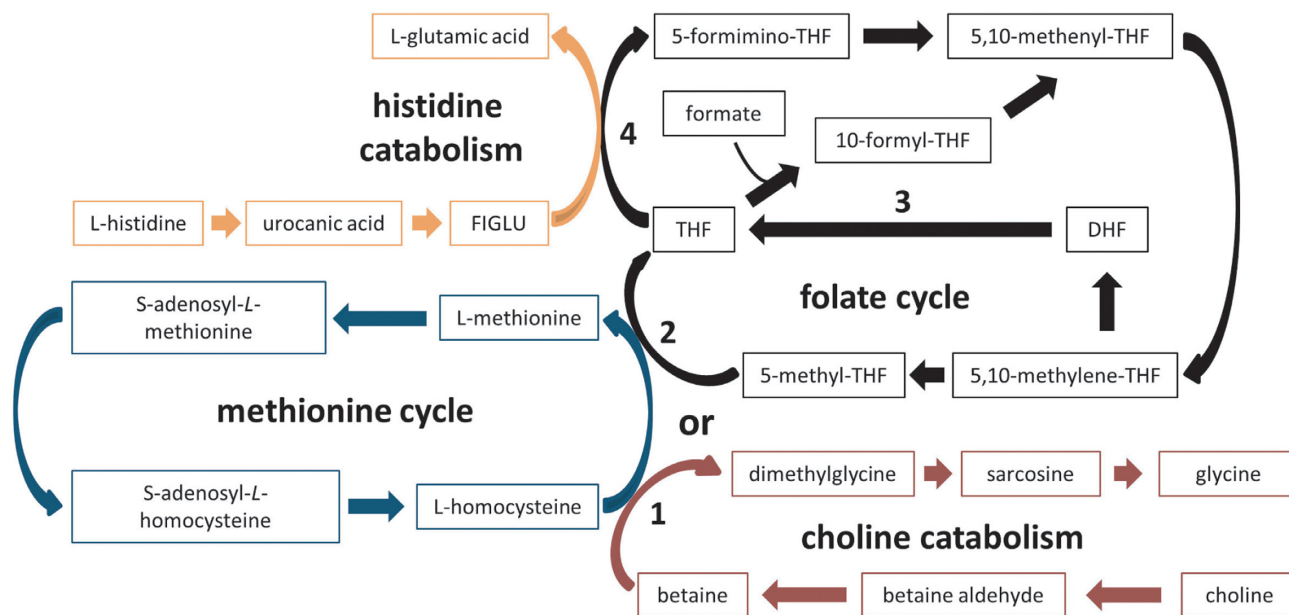 L-glutamic acid
5-formimino-THF
5,10-methenyl-THF
histidine
catabolism
4
formate
10-formyl-THF
L-histidine
urocanic acid
FIGLU
THF
3
DHF
S-adenosyl-L-
methionine
L-methionine
2
folate cycle
5-methyl-THF
5,10-methylene-THF
methionine cycle
or
dimethylglycine
sarcosine
glycine
S-adenosyl-L-
homocysteine
L-homocysteine
1
choline catabolism
betaine
betaine aldehyde
choline